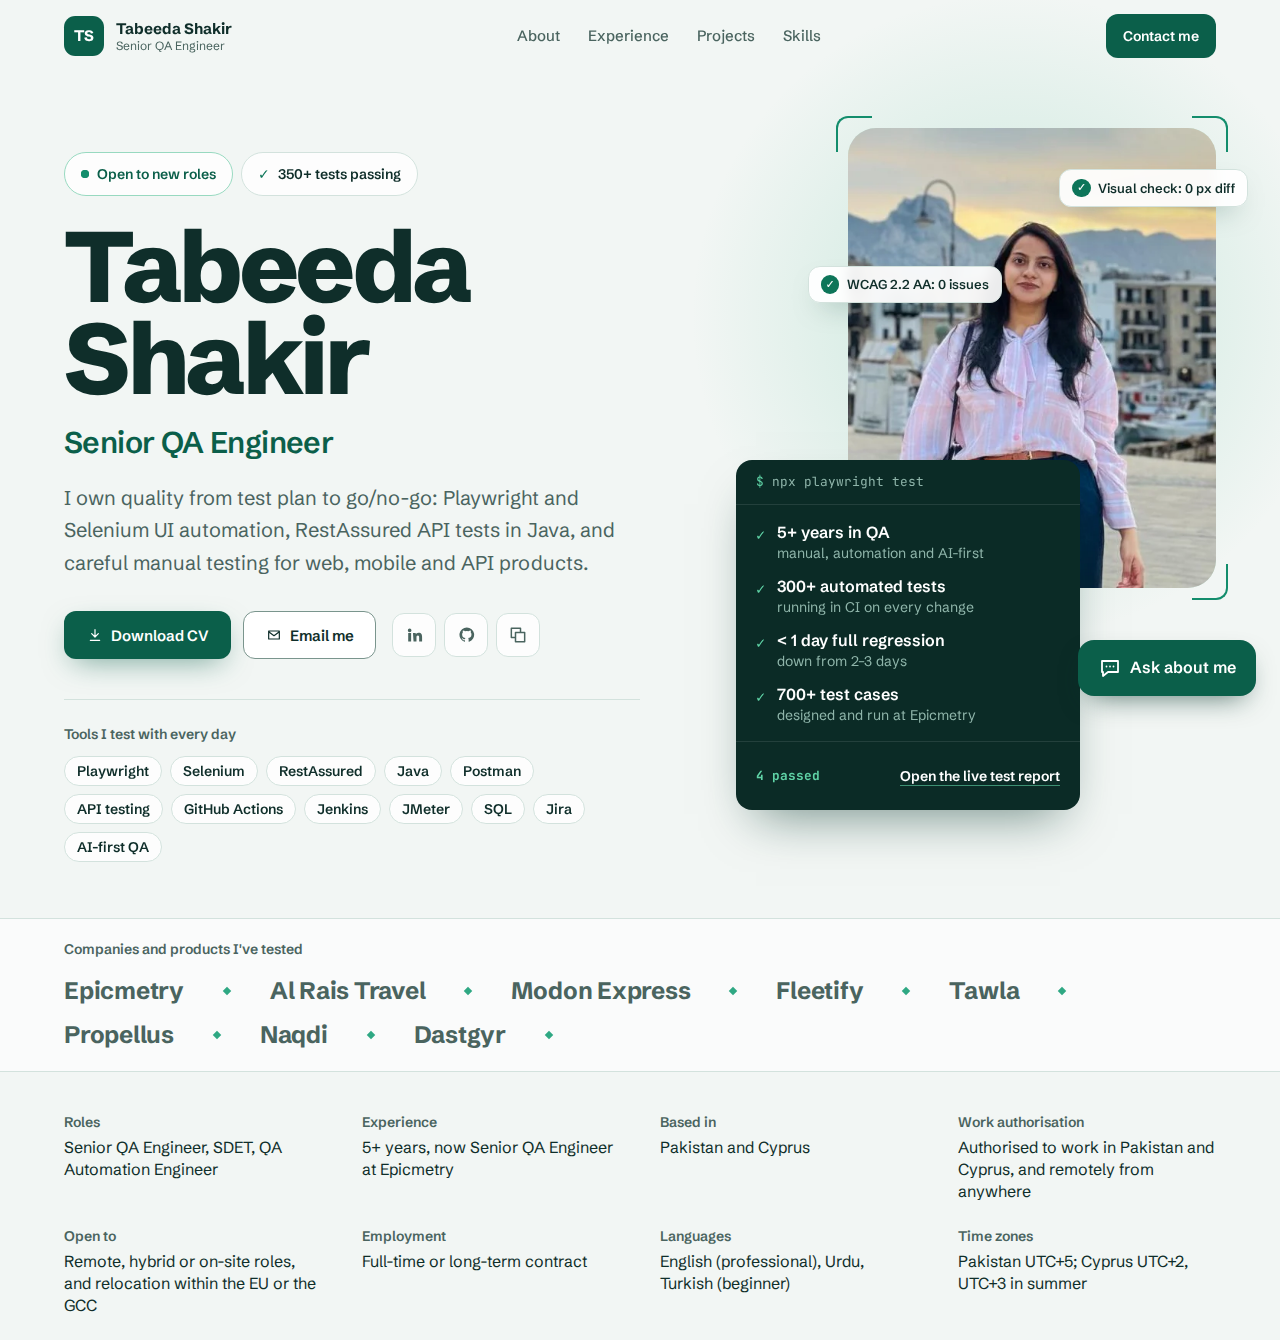 TS
Tabeeda Shakir
Senior QA Engineer
About
Experience
Projects
Skills
Contact me
Open to new roles
✓ 350+ tests passing
Tabeeda
Shakir
Senior QA Engineer
I own quality from test plan to go/no-go: Playwright and
Selenium UI automation, RestAssured API tests in Java, and
careful manual testing for web, mobile and API products.
Download CV
Email me
in
Tools I test with every day
Playwright
Selenium
RestAssured
Java
Postman
API testing
GitHub Actions
Jenkins
JMeter
SQL
Jira
AI-first QA
✓ Visual check: 0 px diff
✓ WCAG 2.2 AA: 0 issues
$ npx playwright test
✓ 5+ years in QA
manual, automation and AI-first
✓ 300+ automated tests
running in CI on every change
✓ < 1 day full regression
down from 2–3 days
✓ 700+ test cases
designed and run at Epicmetry
4 passed
Open the live test report
Ask about me
Companies and products I've tested
Epicmetry ◆ Al Rais Travel ◆ Modon Express ◆ Fleetify ◆ Tawla ◆
Propellus ◆ Naqdi ◆ Dastgyr ◆
Roles
Senior QA Engineer, SDET, QA
Automation Engineer
Experience
5+ years, now Senior QA Engineer
at Epicmetry
Based in
Pakistan and Cyprus
Work authorisation
Authorised to work in Pakistan and
Cyprus, and remotely from
anywhere
Open to
Remote, hybrid or on-site roles,
and relocation within the EU or the
GCC
Employment
Full-time or long-term contract
Languages
English (professional), Urdu,
Turkish (beginner)
Time zones
Pakistan UTC+5; Cyprus UTC+2,
UTC+3 in summer